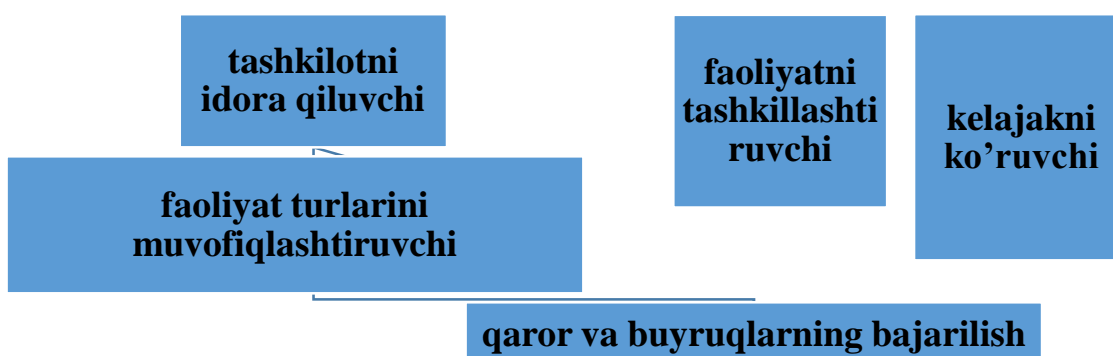 tashkilotni
idora qiluvchi
faoliyatni
tashkillashti
ruvchi
kelajakni
ko’ruvchi
faoliyat turlarini
muvofiqlashtiruvchi
qaror va buyruqlarning bajarilish